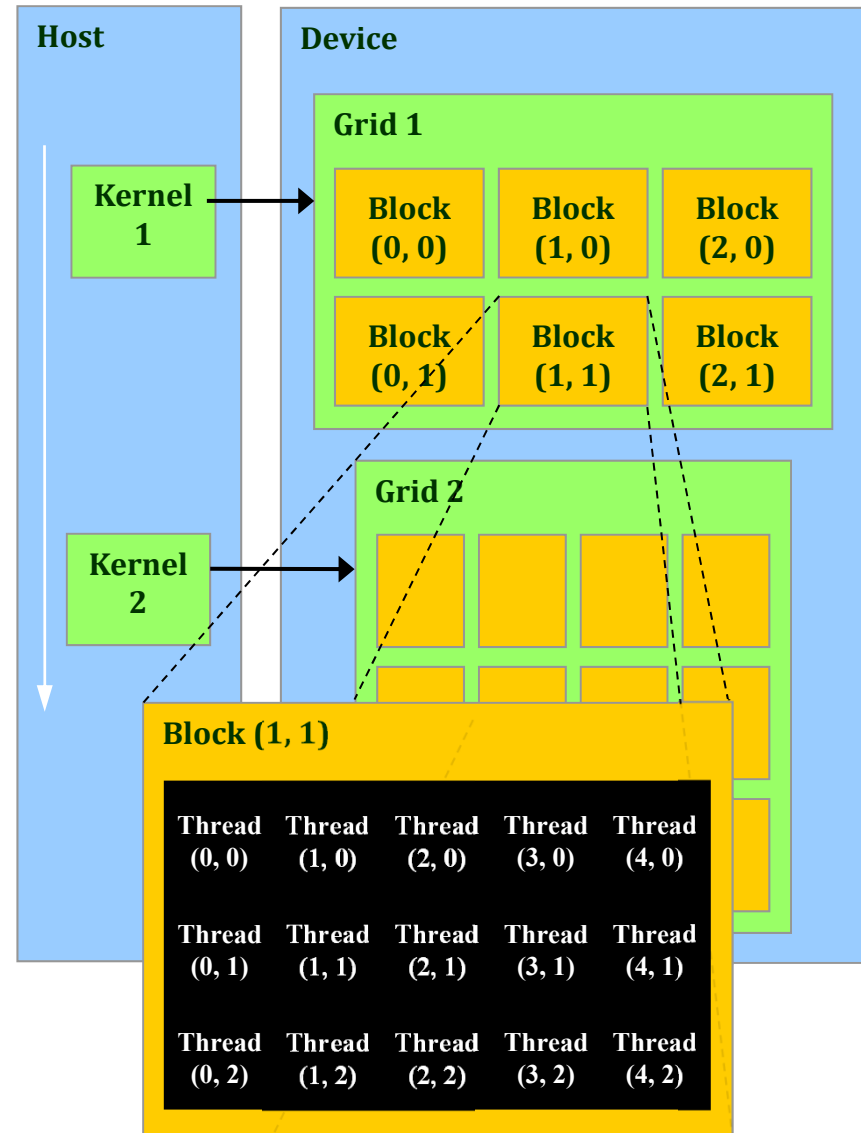 Host
Device
Grid 1
Kernel
1
Block
(0, 0)
Block
(1, 0)
Block
(2, 0)
Block
(0, 1)
Block
(1, 1)
Block
(2, 1)
Grid 2
Kernel
2
Block (1, 1)
Thread
(0, 0)
Thread
(1, 0)
Thread
(2, 0)
Thread
(3, 0)
Thread
(4, 0)
Thread
(0, 1)
Thread
(1, 1)
Thread
(2, 1)
Thread
(3, 1)
Thread
(4, 1)
Thread
(0, 2)
Thread
(1, 2)
Thread
(2, 2)
Thread
(3, 2)
Thread
(4, 2)